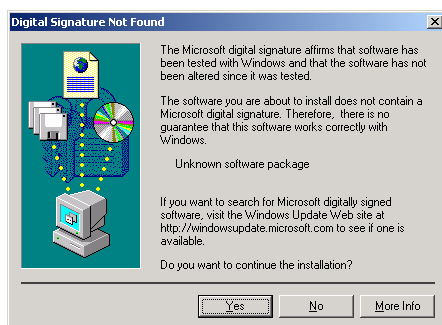 Digital Signature Not Found
The Microsoft digital signature affirms that software has
been tested with Windows and that the software has not
been altered since it was tested.
The software you are about to install does not contain a
Microsoft digital signature. Therefore, there is no
guarantee that this software works correctly with
Windows.
Unknown software package
If you want to search for Microsoft digitally signed
software, visit the Windows Update Web site at
http://windowsupdate.microsoft.com to see if one is
available.
Do you want to continue the installation?
Yes No More Info